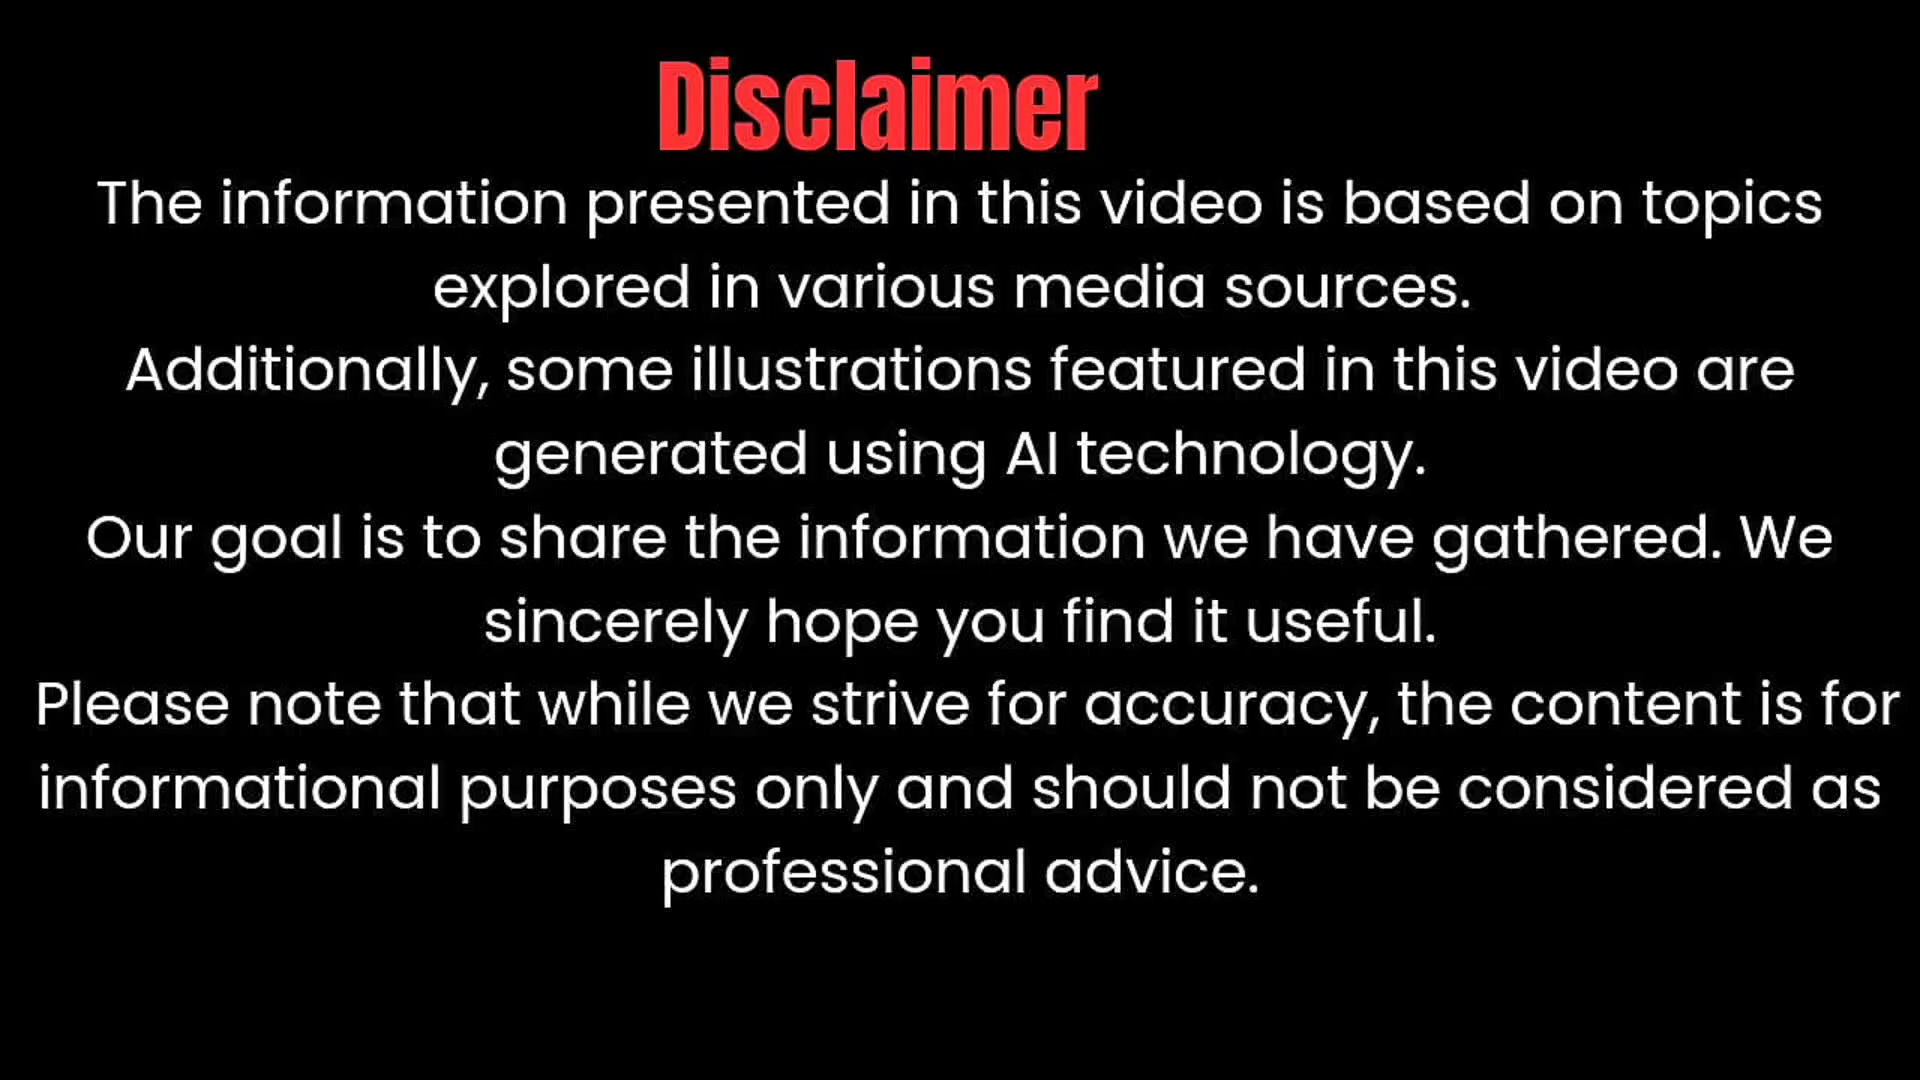 Disclaimer
The information presented in this video is based on topics
explored in various media sources.
Additionally, some illustrations featured in this video are
generated using AI technology.
Our goal is to share the information we have gathered. We
sincerely hope you find it useful.
Please note that while we strive for accuracy, the content is for
informational purposes only and should not be considered as
professional advice.